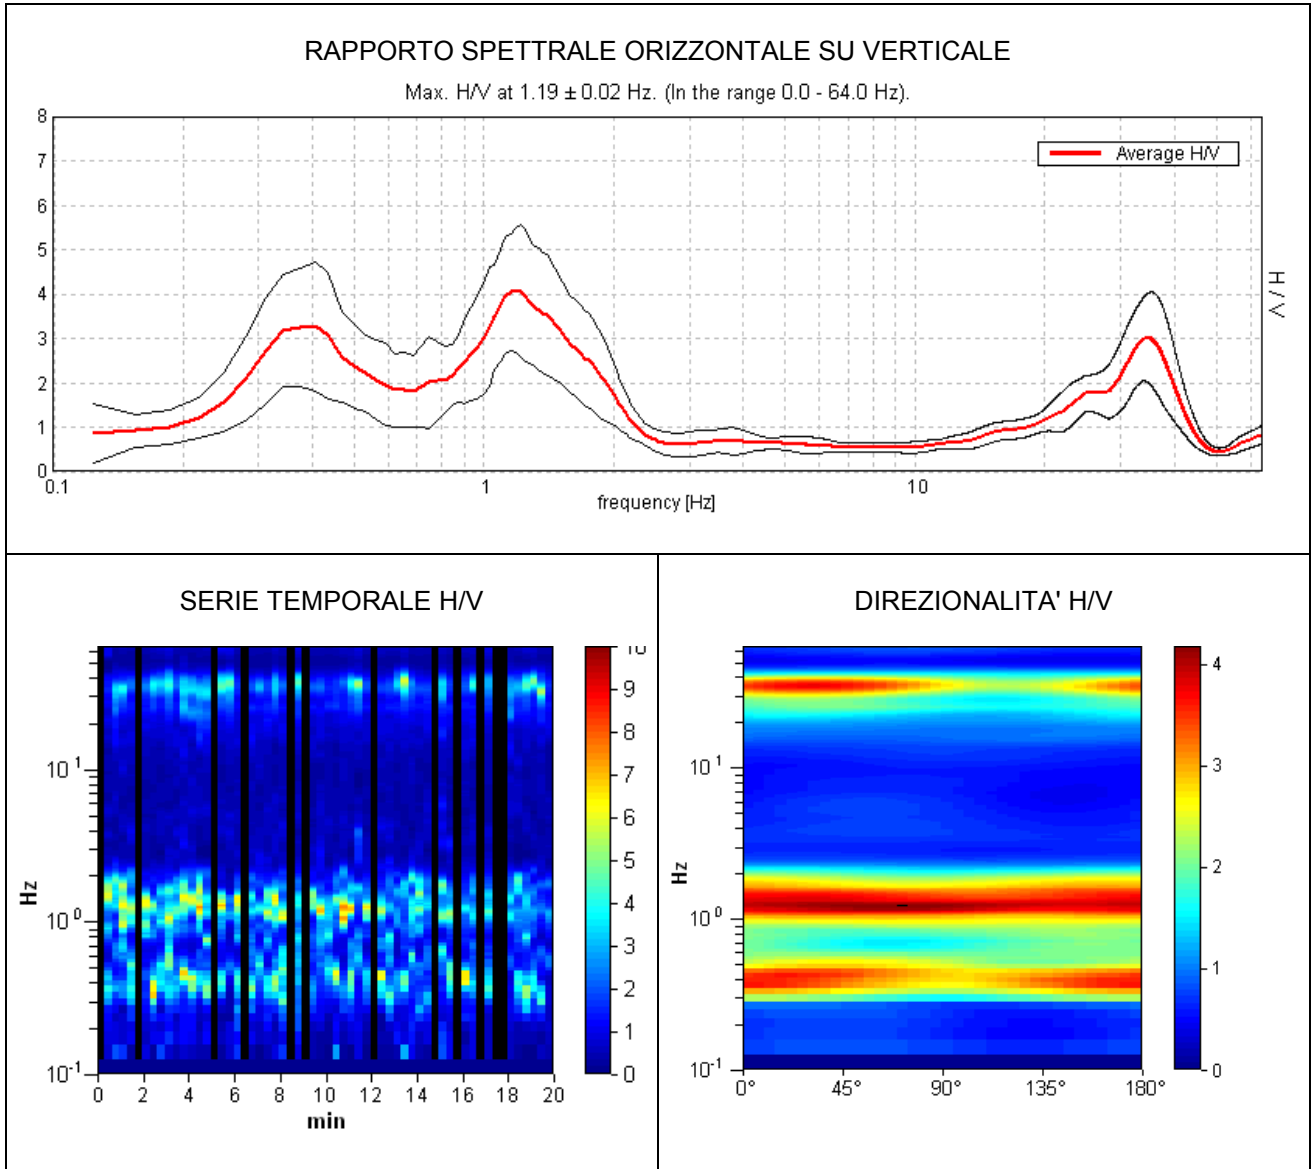 RAPPORTO SPETTRALE ORIZZONTALE SU VERTICALE
Max. H/V at 1.19 ± 0.02 Hz. (In the range 0.0 - 64.0 Hz).
8
7
6
5
4
3
2
1
0
Average H/V
H / V
0.1
1
10
frequency [Hz]
SERIE TEMPORALE H/V
10
9
8
7
6
5
4
3
2
1
0
10^1
10^0
10^-1
Hz
0 2 4 6 8 10 12 14 16 18 20
min
DIREZIONALITA' H/V
4
3
2
1
0
10^1
10^0
10^-1
Hz
0° 45° 90° 135° 180°